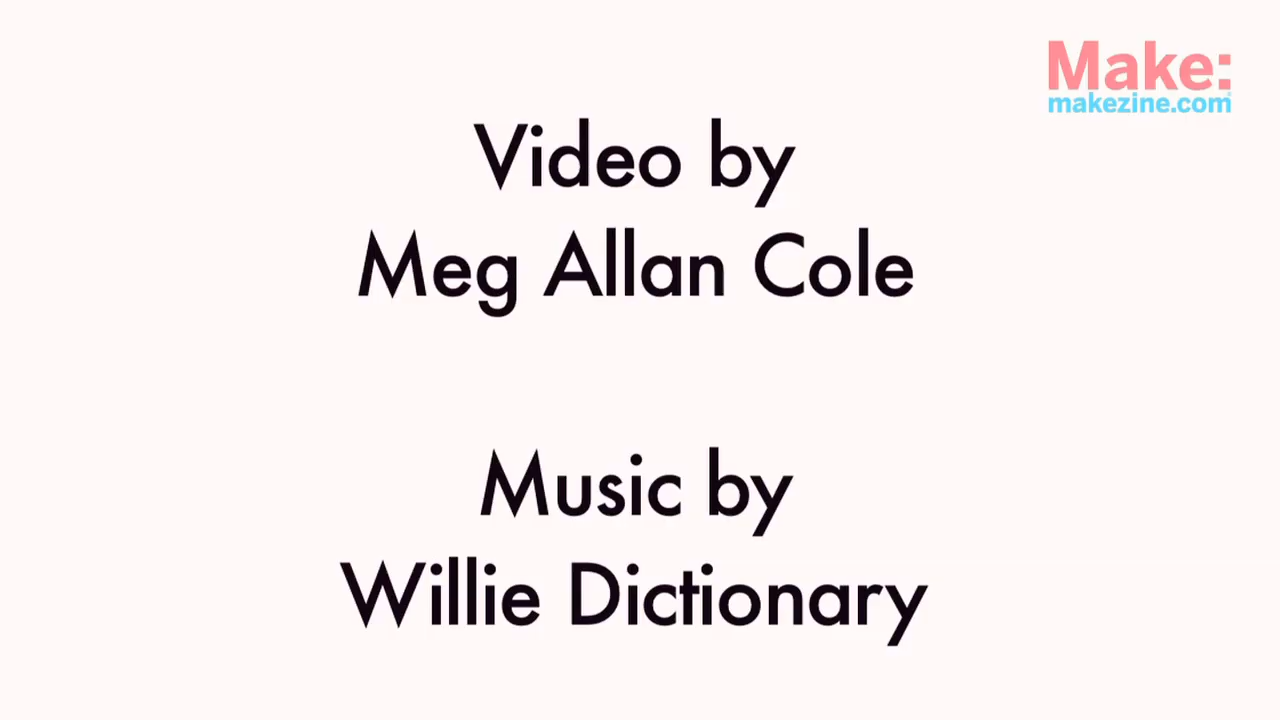 Make:
makezine.com
Video by
Meg Allan Cole
Music by
Willie Dictionary